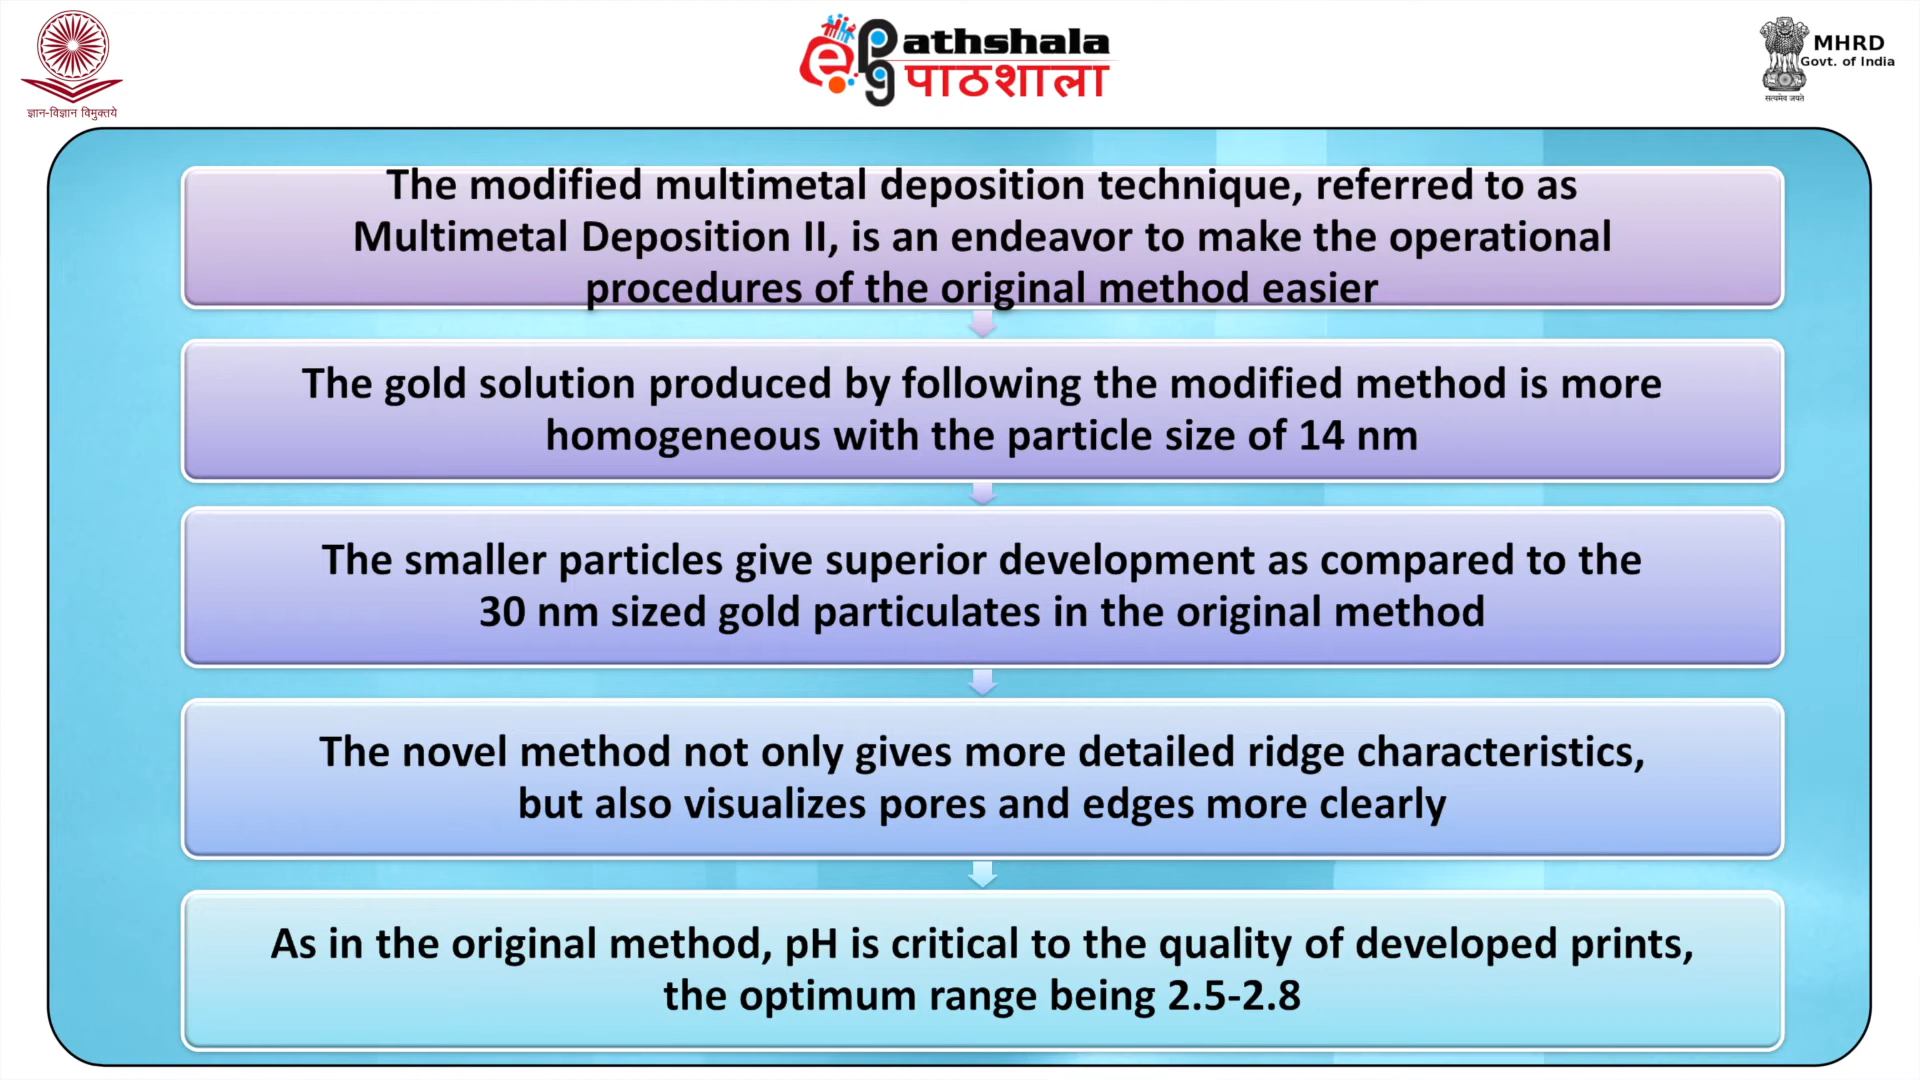 ज्ञान-विज्ञान विमुक्तये
e
pg
athshala
पाठशाला
MHRD
Govt. of India
सत्यमेव जयते
The modified multimetal deposition technique, referred to as
Multimetal Deposition II, is an endeavor to make the operational
procedures of the original method easier
The gold solution produced by following the modified method is more
homogeneous with the particle size of 14 nm
The smaller particles give superior development as compared to the
30 nm sized gold particulates in the original method
The novel method not only gives more detailed ridge characteristics,
but also visualizes pores and edges more clearly
As in the original method, pH is critical to the quality of developed prints,
the optimum range being 2.5-2.8